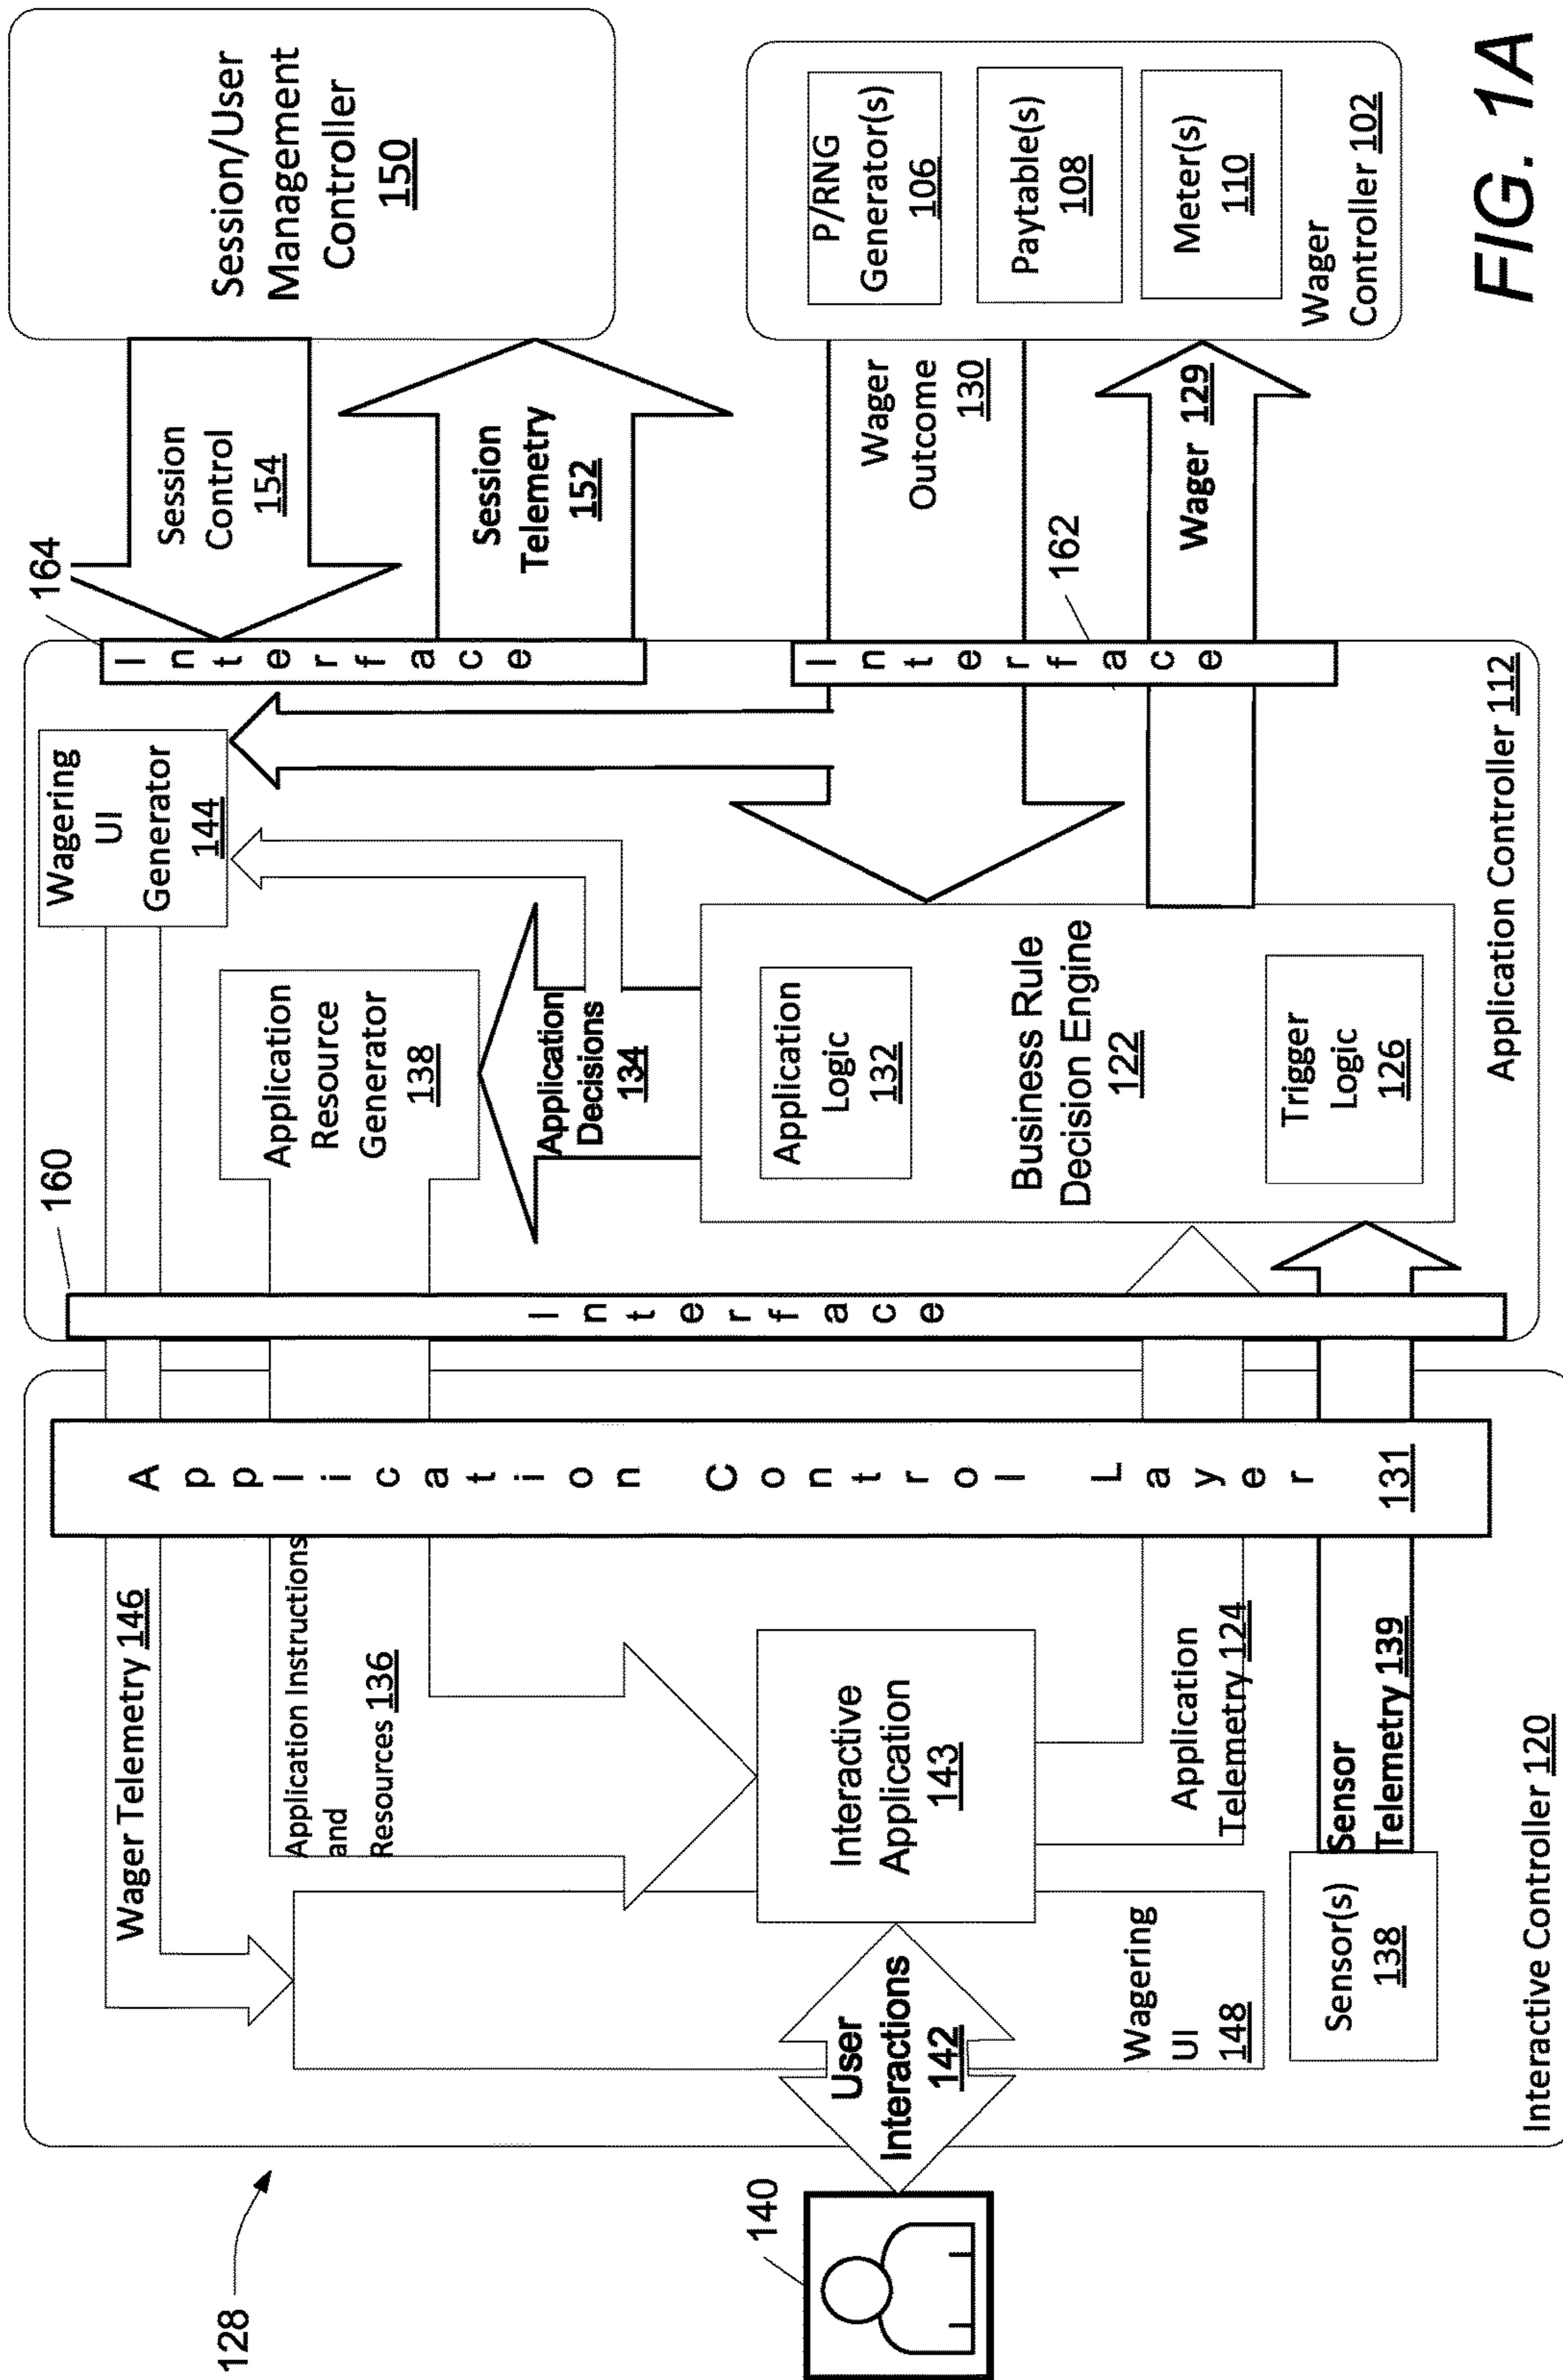 128
140
User
Interactions
142
Interactive Controller 120
Wager Telemetry 146
Application Instructions
and
Resources 136
Interactive
Application
143
Wagering
UI
148
Application
Telemetry 124
Sensor(s)
138
Sensor
Telemetry 139
Application Control Layer
131
160
Interface
Application Controller 112
Wagering
UI
Generator
144
Application
Resource
Generator
138
Application
Decisions
134
Application
Logic
132
Business Rule
Decision Engine
122
Trigger
Logic
126
164
Interface
Interface
162
Session
Control
154
Session
Telemetry
152
Wager
Outcome
130
Wager 129
Session/User
Management
Controller
150
P/RNG
Generator(s)
106
Paytable(s)
108
Meter(s)
110
Wager
Controller 102
FIG. 1A